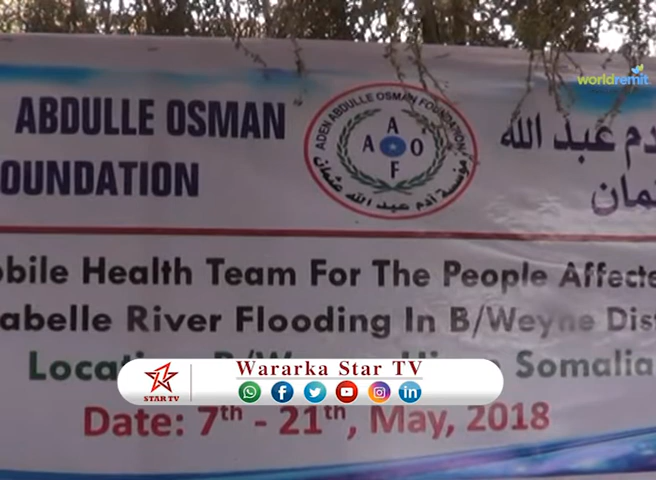 worldremit
ABDULLE OSMAN
OUNDATION
ADEN ABDULLE OSMAN FOUNDATION
A
A O
F
مؤسسة آدم عبد الله عثمان
دم عبد الله
مان
obile Health Team For The People Affecte
abelle River Flooding In B/Weyne Dist
Somalia
Wararka Star TV
STAR TV
Date: 7th - 21th, May, 2018